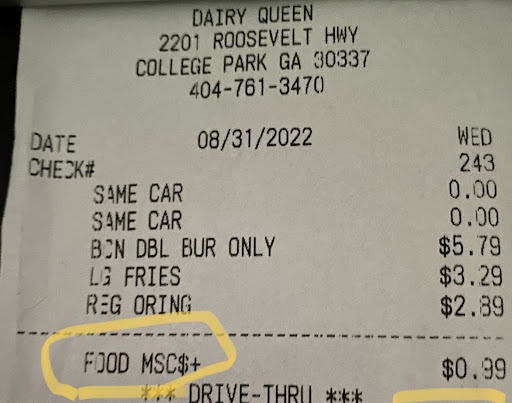 DAIRY QUEEN
2201 ROOSEVELT HWY
COLLEGE PARK GA 30337
404-761-3470
DATE 08/31/2022 WED
CHECK# 243
SAME CAR 0.00
SAME CAR 0.00
BCN DBL BUR ONLY $5.79
LG FRIES $3.29
REG ORING $2.89
FOOD MSC$+ $0.99
*** DRIVE-THRU ***